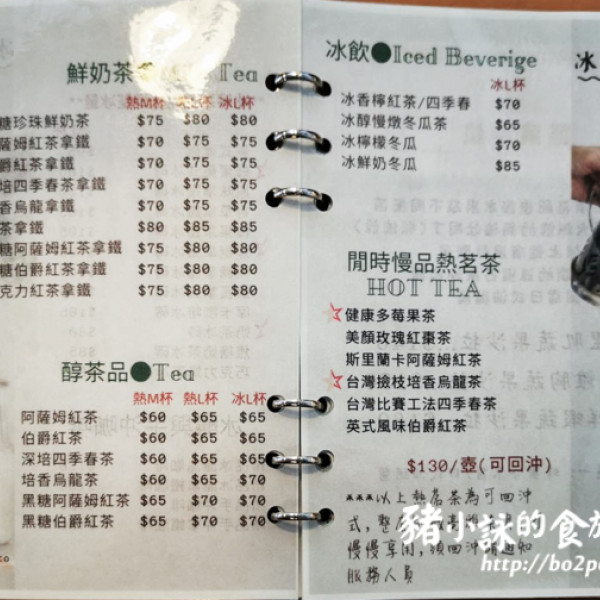 鮮奶茶 Tea
熱M杯 熱L杯 冰L杯
糖珍珠鮮奶茶 $75 $80 $80
薩姆紅茶拿鐵 $70 $75 $75
爵紅茶拿鐵 $70 $75 $75
培四季春茶拿鐵 $70 $75 $75
香烏龍拿鐵 $70 $75 $75
茶拿鐵 $80 $85 $85
糖阿薩姆紅茶拿鐵 $75 $80 $80
糖伯爵紅茶拿鐵 $75 $80 $80
克力紅茶拿鐵 $75 $80 $80
醇茶品●Tea
熱M杯 熱L杯 冰L杯
阿薩姆紅茶 $60 $65 $65
伯爵紅茶 $60 $65 $65
深培四季春茶 $60 $65 $65
培香烏龍茶 $60 $65 $70
黑糖阿薩姆紅茶 $65 $70 $70
黑糖伯爵紅茶 $65 $70 $70
冰飲●Iced Beverige
冰L杯
冰香檸紅茶/四季春 $70
冰醇慢燉冬瓜茶 $65
冰檸檬冬瓜 $70
冰鮮奶冬瓜 $85
閒時慢品熱茗茶
HOT TEA
☆健康多莓果茶
美顏玫瑰紅棗茶
斯里蘭卡阿薩姆紅茶
☆台灣撿枝培香烏龍茶
台灣比賽工法四季春茶
英式風味伯爵紅茶
$130/壺(可回沖)
以上熱壺茶為可回沖
式,整
慢慢享用,須回沖請通知
服務人員
冰
豬小詠的食旅
http://bo2p